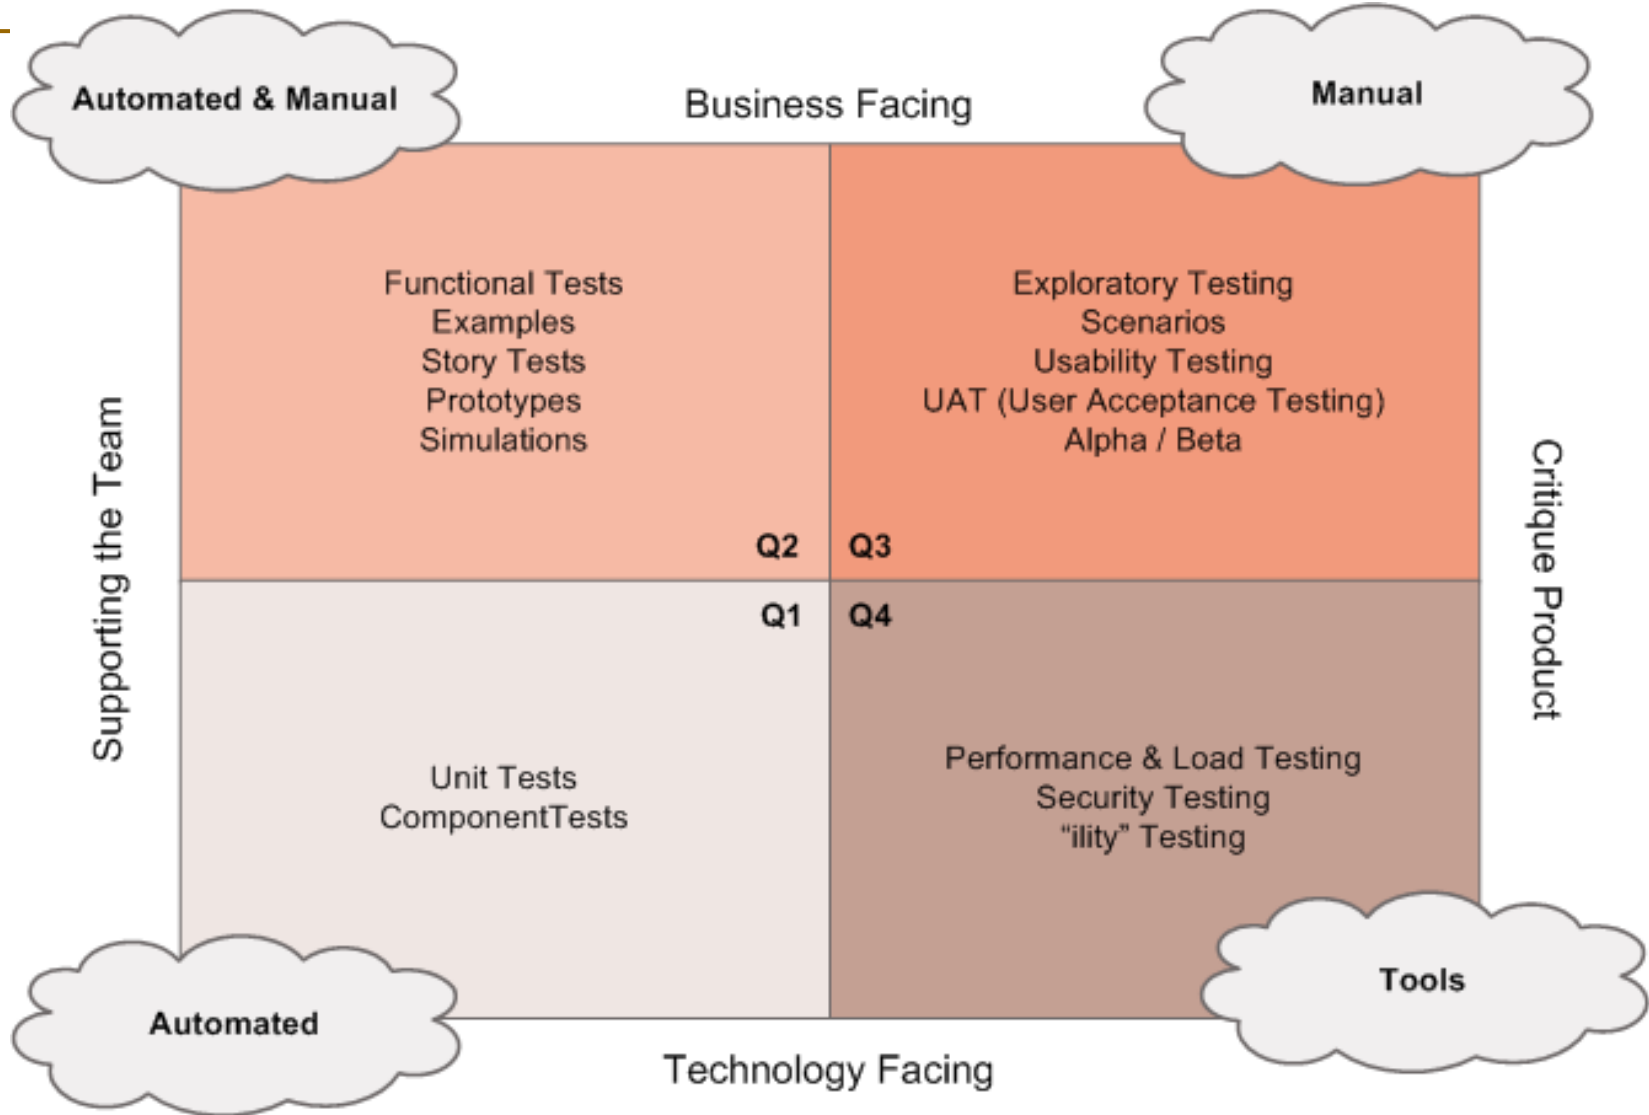 Automated & Manual
Business Facing
Manual
Functional Tests
Examples
Story Tests
Prototypes
Simulations
Q2
Exploratory Testing
Scenarios
Usability Testing
UAT (User Acceptance Testing)
Alpha / Beta
Q3
Supporting the Team
Critique Product
Q1
Unit Tests
ComponentTests
Q4
Performance & Load Testing
Security Testing
“ility” Testing
Automated
Technology Facing
Tools